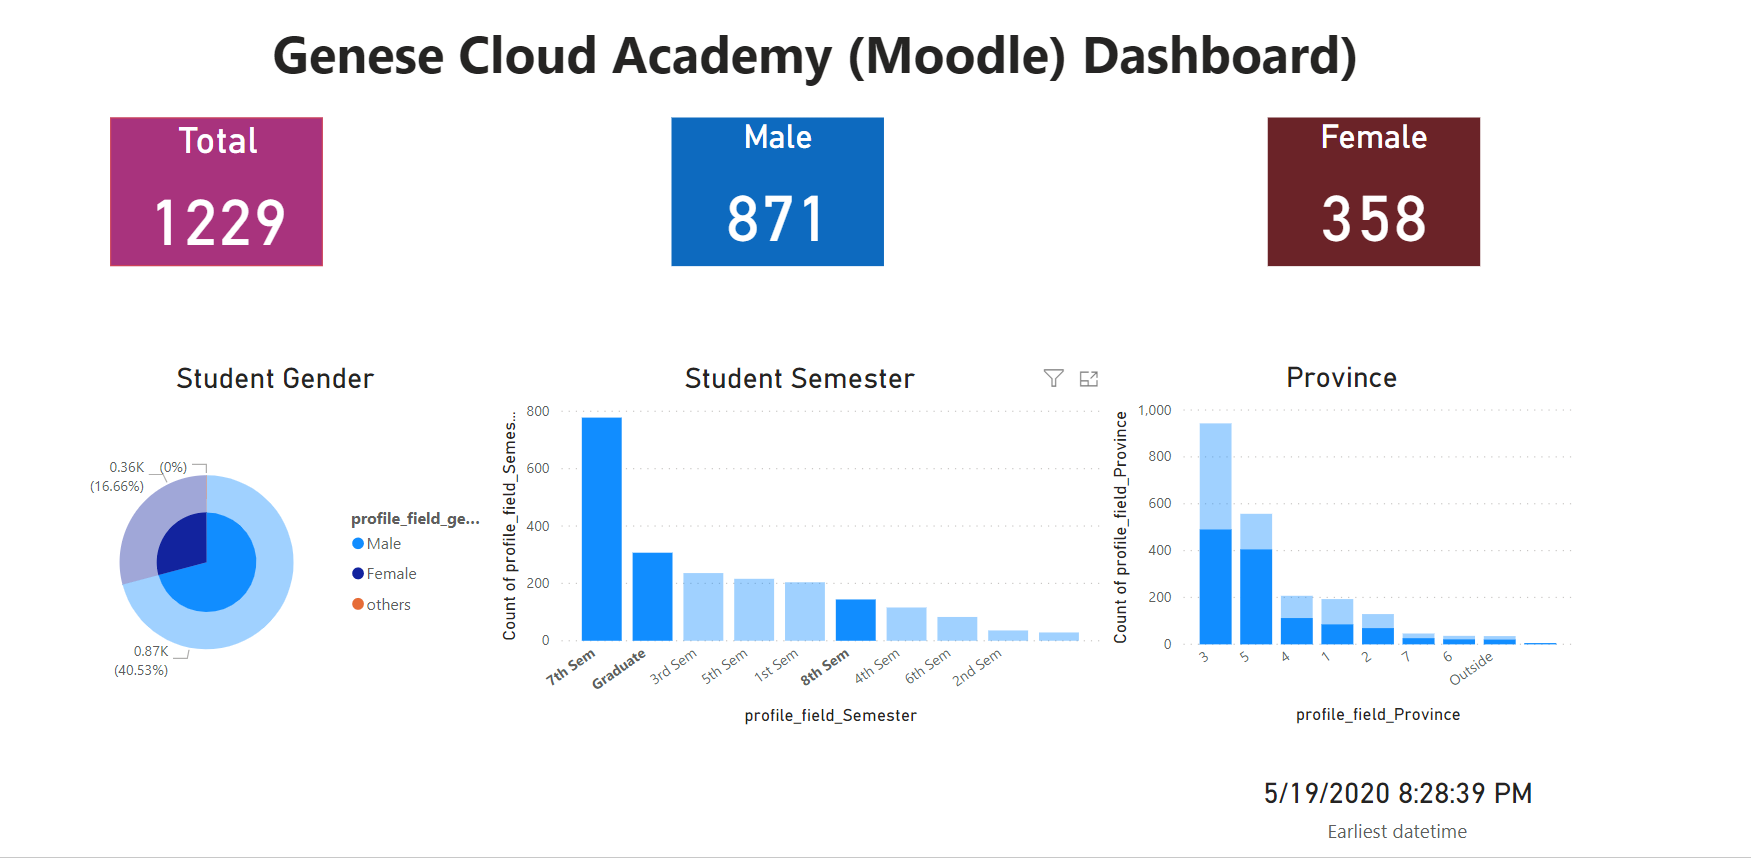 Genese Cloud Academy (Moodle) Dashboard)
Total
1229
Male
871
Female
358
Student Gender
0.36K
(16.66%)
(0%)
0.87K
(40.53%)
profile_field_ge...
Male
Female
others
Student Semester
Count of profile_field_Semes...
800
600
400
200
0
7th Sem
Graduate
3rd Sem
5th Sem
1st Sem
8th Sem
4th Sem
6th Sem
2nd Sem
profile_field_Semester
Province
Count of profile_field_Province
1,000
800
600
400
200
0
3
5
4
1
2
7
6
Outside
profile_field_Province
5/19/2020 8:28:39 PM
Earliest datetime